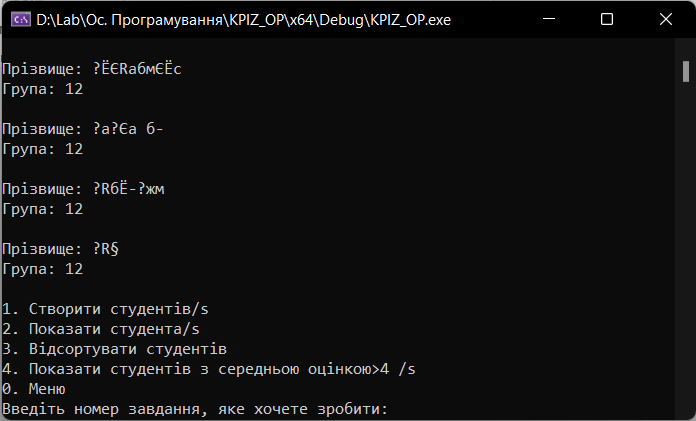 D:\Lab\Ос. Програмування\KPIZ_OP\x64\Debug\KPIZ_OP.exe
Прізвище: ?ЁЄRабмЄЁс
Група: 12
Прізвище: ?а?Єа б-
Група: 12
Прізвище: ?RбЁ-?жм
Група: 12
Прізвище: ?R§
Група: 12
1. Створити студентів/s
2. Показати студента/s
3. Відсортувати студентів
4. Показати студентів з середньою оцінкою>4 /s
0. Меню
Введіть номер завдання, яке хочете зробити: